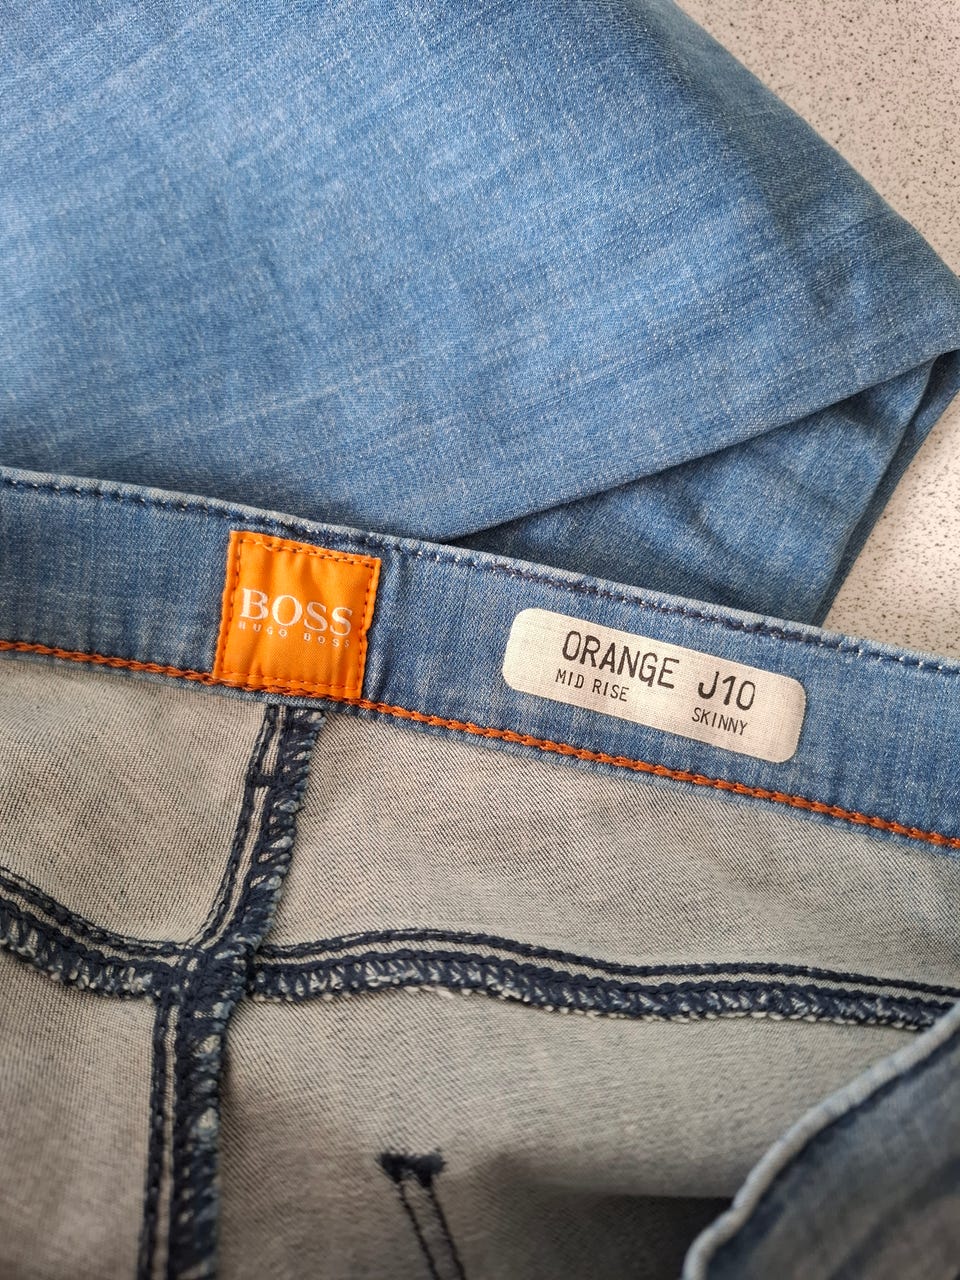 BOSS
HUGO BOSS
ORANGE J10
MID RISE
SKINNY